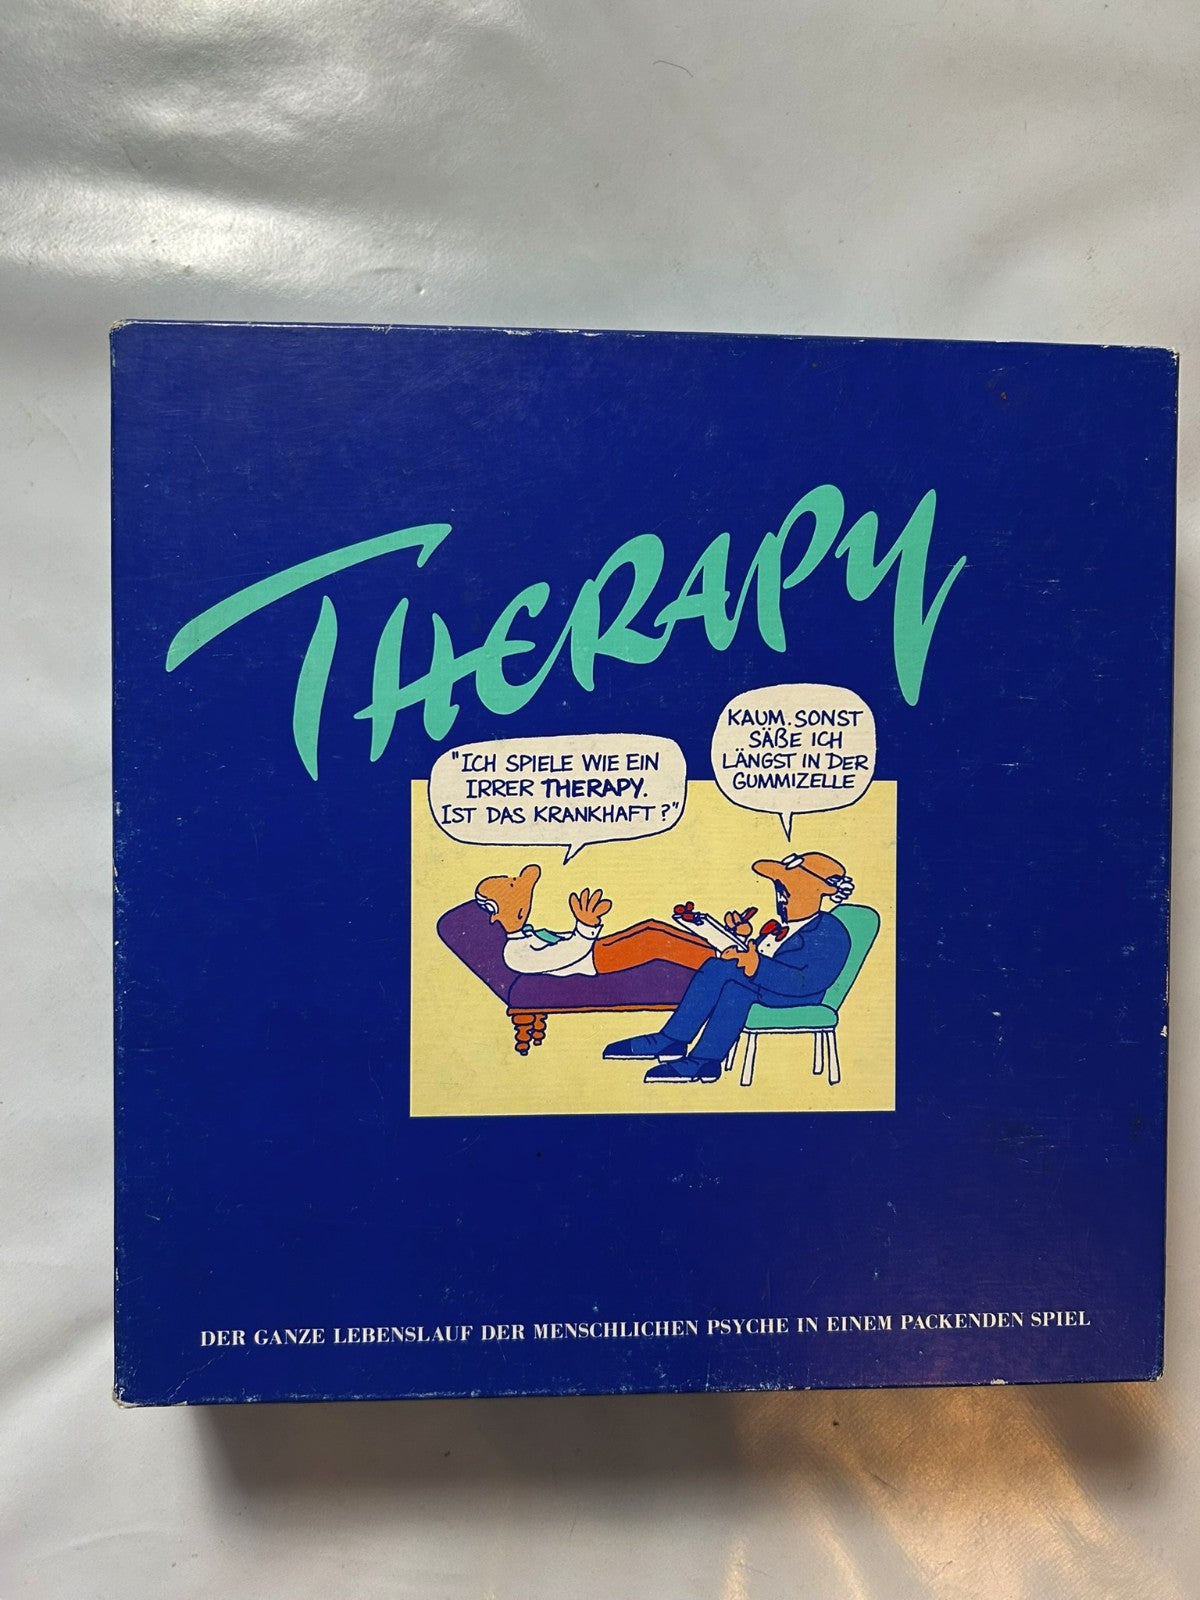 THERAPY
"ICH SPIELE WIE EIN
IRRER THERAPY.
IST DAS KRANKHAFT?"
KAUM. SONST
SÄßE ICH
LÄNGST IN DER
GUMMIZELLE
DER GANZE LEBENSLAUF DER MENSCHLICHEN PSYCHE IN EINEM PACKENDEN SPIEL